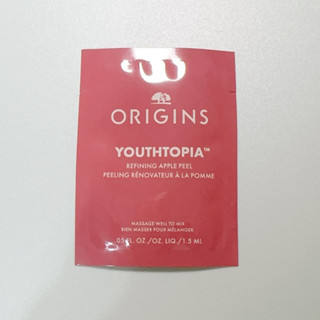 ORIGINS
YOUTHTOPIA™
REFINING APPLE PEEL
PEELING RÉNOVATEUR À LA POMME
MASSAGE WELL TO MIX
BIEN MASSER POUR MÉLANGER
.05 FL. OZ./OZ. LIQ./1.5 ML